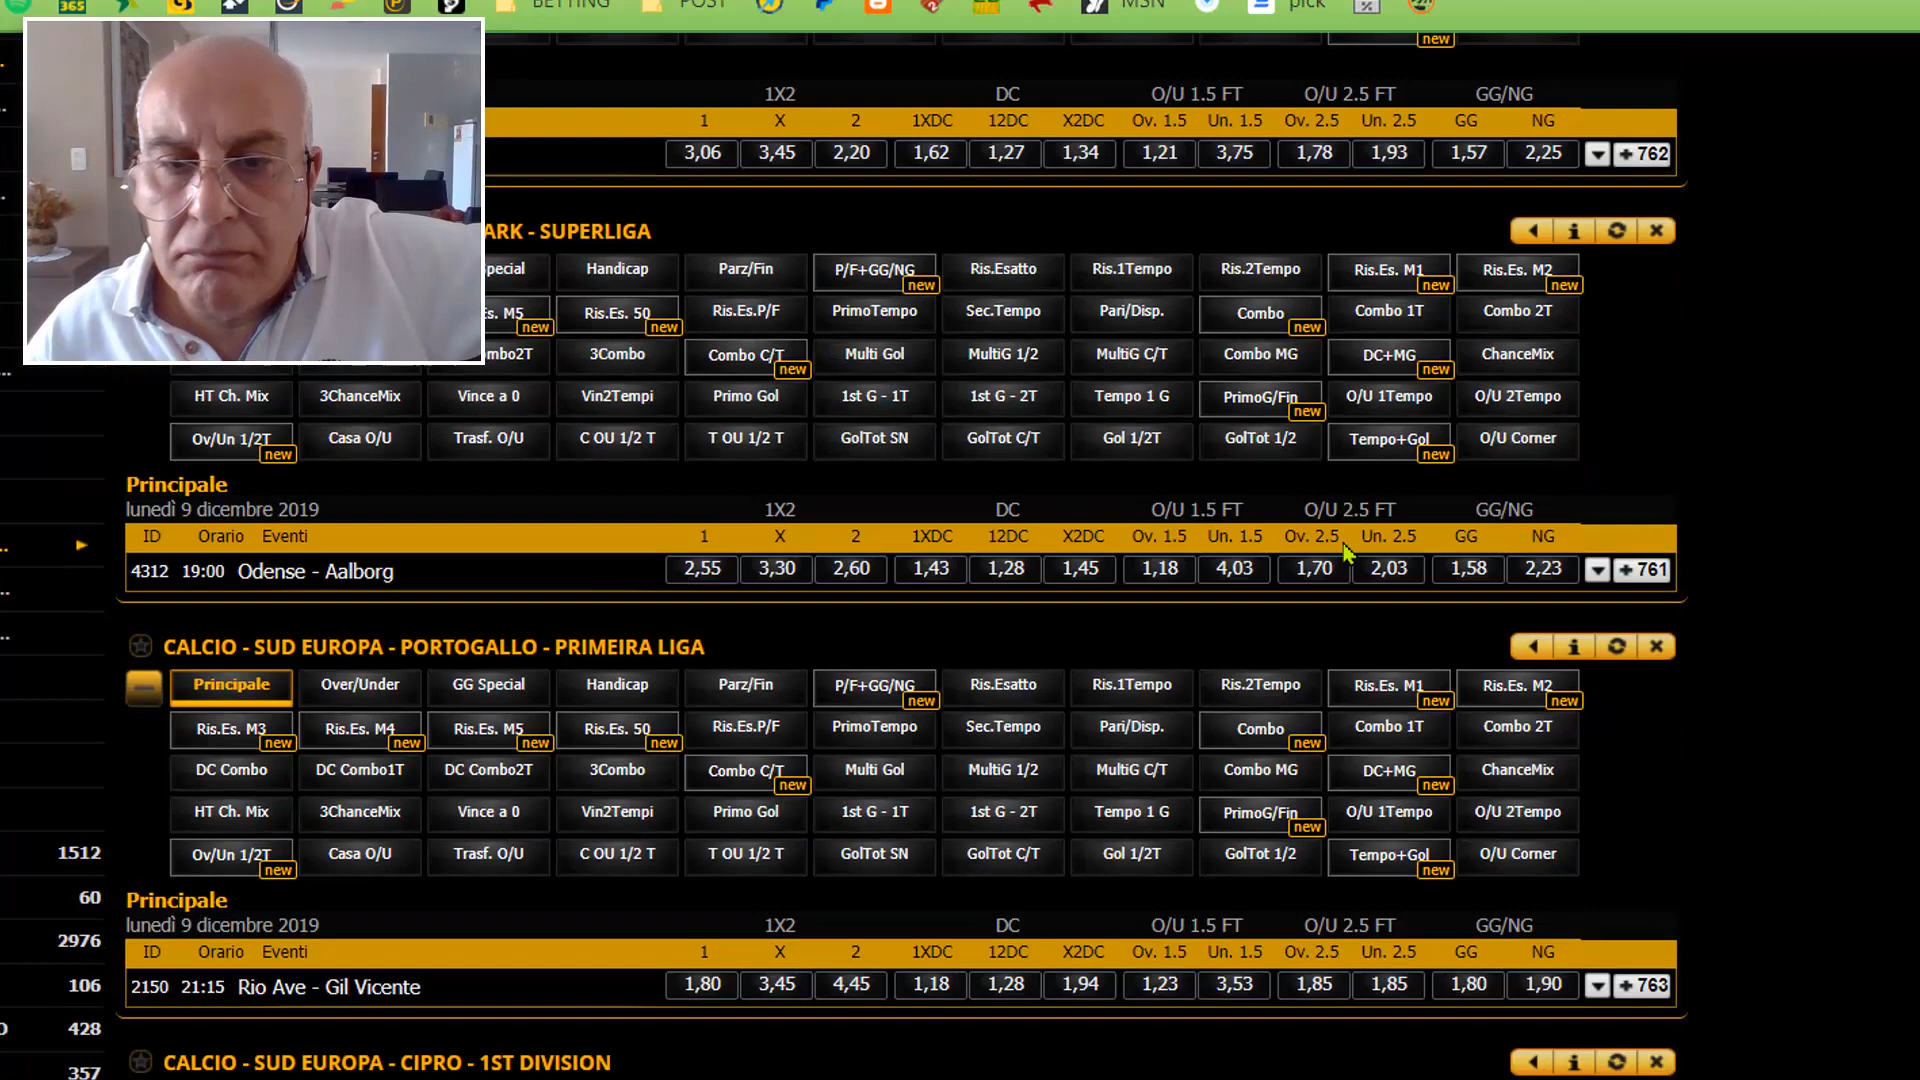 365
BETTING
POST
MSN
pick
new
1X2 DC O/U 1.5 FT O/U 2.5 FT GG/NG
1 X 2 1XDC 12DC X2DC Ov. 1.5 Un. 1.5 Ov. 2.5 Un. 2.5 GG NG
3,06 3,45 2,20 1,62 1,27 1,34 1,21 3,75 1,78 1,93 1,57 2,25 +762
ARK - SUPERLIGA
Special Handicap Parz/Fin P/F+GG/NG new Ris.Esatto Ris.1Tempo Ris.2Tempo Ris.Es. M1 new Ris.Es. M2 new
Es. M5 new Ris.Es. 50 new Ris.Es.P/F PrimoTempo Sec.Tempo Pari/Disp. Combo new Combo 1T Combo 2T
mbo2T 3Combo Combo C/T new Multi Gol MultiG 1/2 MultiG C/T Combo MG DC+MG new ChanceMix
HT Ch. Mix 3ChanceMix Vince a 0 Vin2Tempi Primo Gol 1st G - 1T 1st G - 2T Tempo 1 G PrimoG/Fin new O/U 1Tempo O/U 2Tempo
Ov/Un 1/2T new Casa O/U Trasf. O/U C OU 1/2 T T OU 1/2 T GolTot SN GolTot C/T Gol 1/2T GolTot 1/2 Tempo+Gol new O/U Corner
Principale
lunedì 9 dicembre 2019 1X2 DC O/U 1.5 FT O/U 2.5 FT GG/NG
ID Orario Eventi 1 X 2 1XDC 12DC X2DC Ov. 1.5 Un. 1.5 Ov. 2.5 Un. 2.5 GG NG
4312 19:00 Odense - Aalborg 2,55 3,30 2,60 1,43 1,28 1,45 1,18 4,03 1,70 2,03 1,58 2,23 +761
CALCIO - SUD EUROPA - PORTOGALLO - PRIMEIRA LIGA
Principale Over/Under GG Special Handicap Parz/Fin P/F+GG/NG new Ris.Esatto Ris.1Tempo Ris.2Tempo Ris.Es. M1 new Ris.Es. M2 new
Ris.Es. M3 new Ris.Es. M4 new Ris.Es. M5 new Ris.Es. 50 new Ris.Es.P/F PrimoTempo Sec.Tempo Pari/Disp. Combo new Combo 1T Combo 2T
DC Combo DC Combo1T DC Combo2T 3Combo Combo C/T new Multi Gol MultiG 1/2 MultiG C/T Combo MG DC+MG new ChanceMix
HT Ch. Mix 3ChanceMix Vince a 0 Vin2Tempi Primo Gol 1st G - 1T 1st G - 2T Tempo 1 G PrimoG/Fin new O/U 1Tempo O/U 2Tempo
Ov/Un 1/2T new Casa O/U Trasf. O/U C OU 1/2 T T OU 1/2 T GolTot SN GolTot C/T Gol 1/2T GolTot 1/2 Tempo+Gol new O/U Corner
Principale
lunedì 9 dicembre 2019 1X2 DC O/U 1.5 FT O/U 2.5 FT GG/NG
ID Orario Eventi 1 X 2 1XDC 12DC X2DC Ov. 1.5 Un. 1.5 Ov. 2.5 Un. 2.5 GG NG
2150 21:15 Rio Ave - Gil Vicente 1,80 3,45 4,45 1,18 1,28 1,94 1,23 3,53 1,85 1,85 1,80 1,90 +763
CALCIO - SUD EUROPA - CIPRO - 1ST DIVISION
1512
60
2976
106
O 428
357